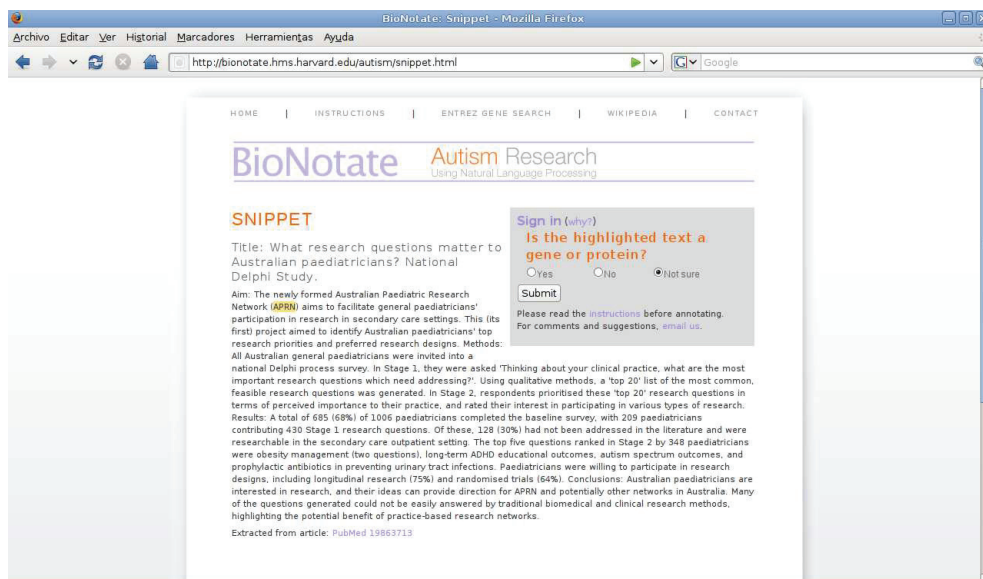 BioNotate: Snippet - Mozilla Firefox
Archivo Editar Ver Historial Marcadores Herramientas Ayuda
http://bionotate.hms.harvard.edu/autism/snippet.html
Google
HOME | INSTRUCTIONS | ENTREZ GENE SEARCH | WIKIPEDIA | CONTACT
BioNotate
Autism Research
Using Natural Language Processing
SNIPPET
Title: What research questions matter to
Australian paediatricians? National
Delphi Study.
Aim: The newly formed Australian Paediatric Research
Network (APRN) aims to facilitate general paediatricians'
participation in research in secondary care settings. This (its
first) project aimed to identify Australian paediatricians' top
research priorities and preferred research designs. Methods:
All Australian general paediatricians were invited into a
national Delphi process survey. In Stage 1, they were asked 'Thinking about your clinical practice, what are the most
important research questions which need addressing?'. Using qualitative methods, a 'top 20' list of the most common,
feasible research questions was generated. In Stage 2, respondents prioritised these 'top 20' research questions in
terms of perceived importance to their practice, and rated their interest in participating in various types of research.
Results: A total of 685 (68%) of 1006 paediatricians completed the baseline survey, with 209 paediatricians
contributing 430 Stage 1 research questions. Of these, 128 (30%) had not been addressed in the literature and were
researchable in the secondary care outpatient setting. The top five questions ranked in Stage 2 by 348 paediatricians
were obesity management (two questions), long-term ADHD educational outcomes, autism spectrum outcomes, and
prophylactic antibiotics in preventing urinary tract infections. Paediatricians were willing to participate in research
designs, including longitudinal research (75%) and randomised trials (64%). Conclusions: Australian paediatricians are
interested in research, and their ideas can provide direction for APRN and potentially other networks in Australia. Many
of the questions generated could not be easily answered by traditional biomedical and clinical research methods,
highlighting the potential benefit of practice-based research networks.
Extracted from article: PubMed 19863713
Sign in (why?)
Is the highlighted text a
gene or protein?
Yes No Not sure
Submit
Please read the instructions before annotating.
For comments and suggestions, email us.